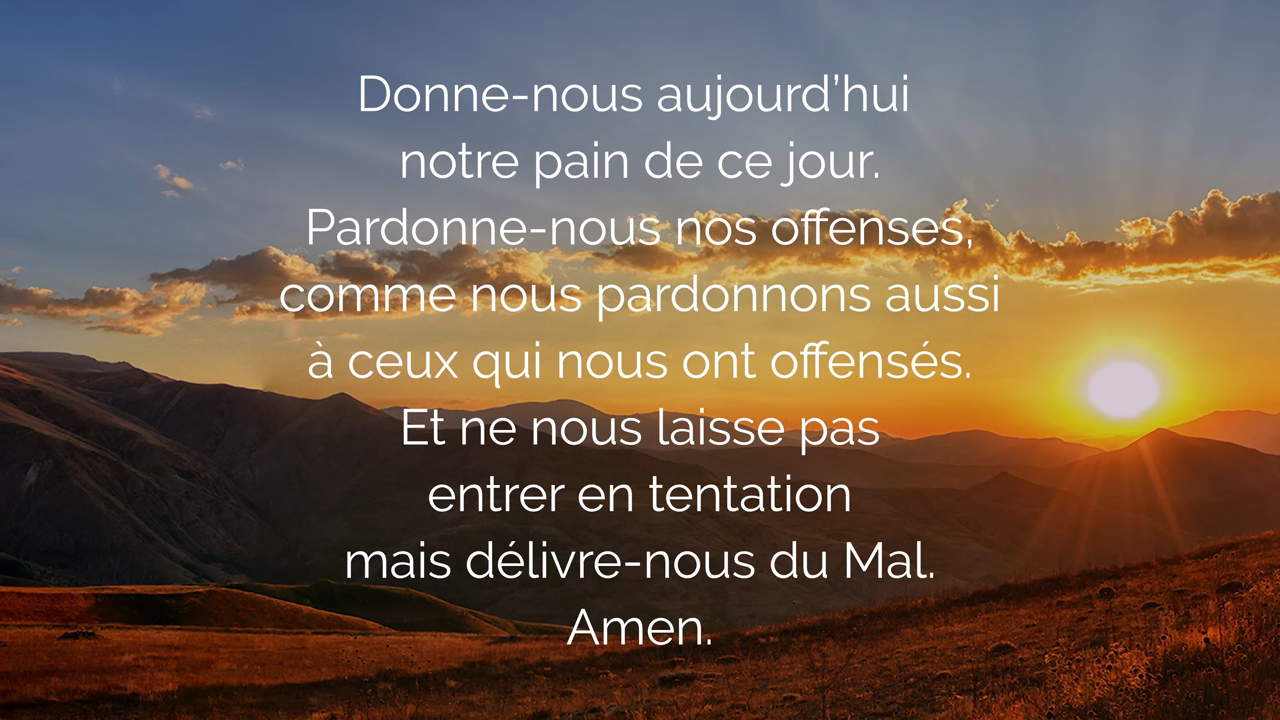 Donne-nous aujourd’hui
notre pain de ce jour.
Pardonne-nous nos offenses,
comme nous pardonnons aussi
à ceux qui nous ont offensés.
Et ne nous laisse pas
entrer en tentation
mais délivre-nous du Mal.
Amen.